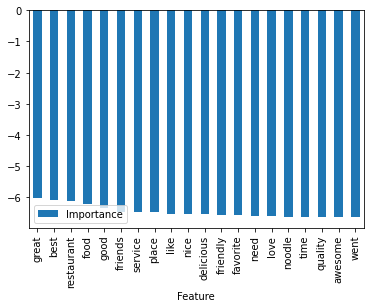 0
−1
−2
−3
−4
−5
−6
Importance
great
best
restaurant
food
good
friends
service
place
like
nice
delicious
friendly
favorite
need
love
noodle
time
quality
awesome
went
Feature